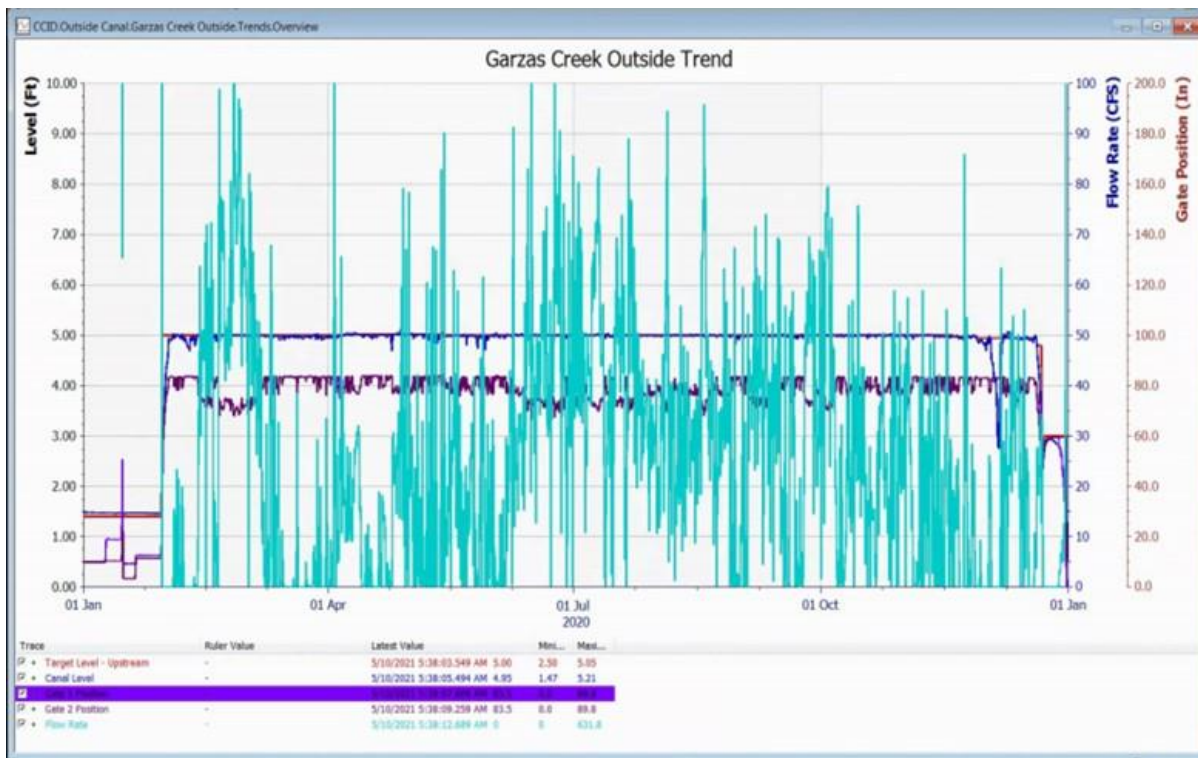 CCID.Outside Canal.Garzas Creek Outside.Trends.Overview
Garzas Creek Outside Trend
Level (Ft)
10.00
9.00
8.00
7.00
6.00
5.00
4.00
3.00
2.00
1.00
0.00
100
90
80
70
60
50
40
30
20
10
0
Flow Rate (CFS)
200.0
180.0
160.0
140.0
120.0
100.0
80.0
60.0
40.0
20.0
0.0
Gate Position (In)
01 Jan 01 Apr 01 Jul 01 Oct 01 Jan
2020
Trace Ruler Value Latest Value Mini... Maxi...
Target Level - Upstream - 5/10/2021 5:38:03.549 AM 5.00 2.50 5.05
Canal Level - 5/10/2021 5:38:05.494 AM 4.95 1.47 5.21
Gate 1 Position
Gate 2 Position - 5/10/2021 5:38:09.259 AM 83.5 0.0 89.8
Flow Rate - 5/10/2021 5:38:12.689 AM 0 0 631.8